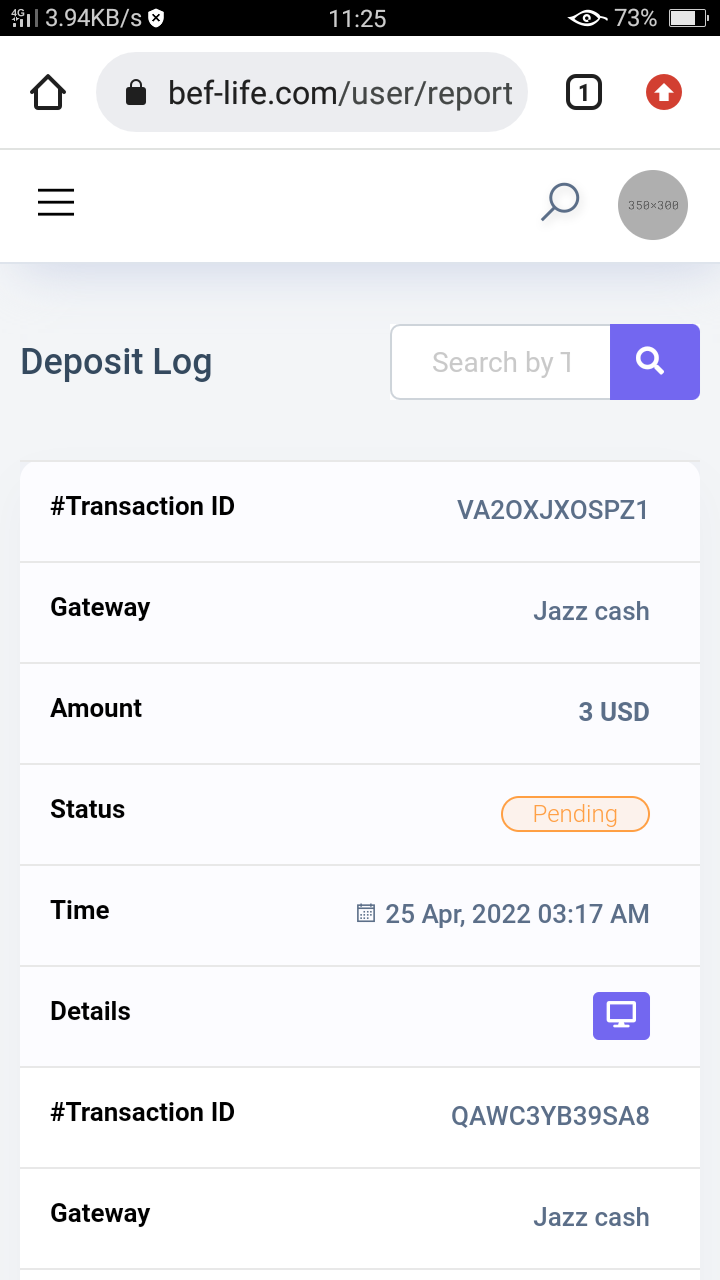 4G 3.94KB/s 11:25 73%
bef-life.com/user/report
1
350×300
Deposit Log
Search by T
#Transaction ID VA2OXJXOSPZ1
Gateway Jazz cash
Amount 3 USD
Status Pending
Time 25 Apr, 2022 03:17 AM
Details
#Transaction ID QAWC3YB39SA8
Gateway Jazz cash